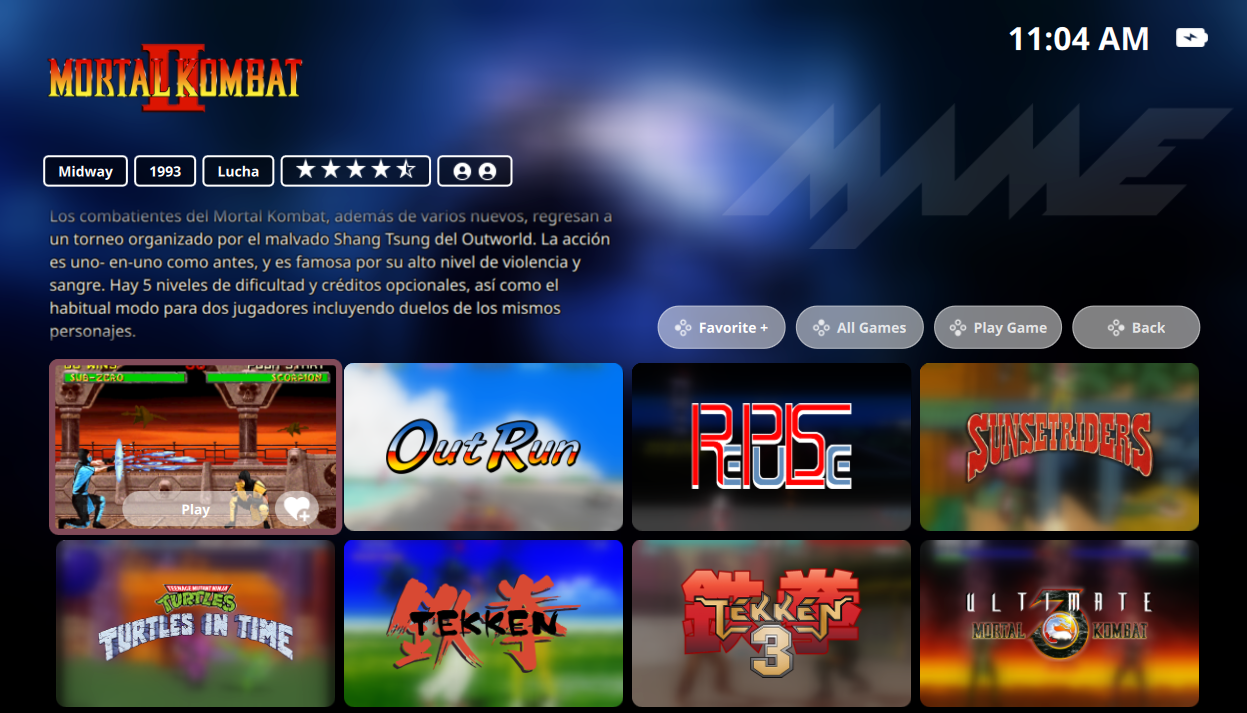 11:04 AM
MORTAL KOMBAT
II
MAME
Midway
1993
Lucha
Los combatientes del Mortal Kombat, además de varios nuevos, regresan a
un torneo organizado por el malvado Shang Tsung del Outworld. La acción
es uno- en-uno como antes, y es famosa por su alto nivel de violencia y
sangre. Hay 5 niveles de dificultad y créditos opcionales, así como el
habitual modo para dos jugadores incluyendo duelos de los mismos
personajes.
Favorite +
All Games
Play Game
Back
SUB-ZERO
SCORPION
Play
OutRun
SUNSETRIDERS
TEENAGE MUTANT NINJA
TURTLES
TURTLES IN TIME
鉄拳
TEKKEN
鉄拳
TEKKEN
3
ULTIMATE
MORTAL KOMBAT
3